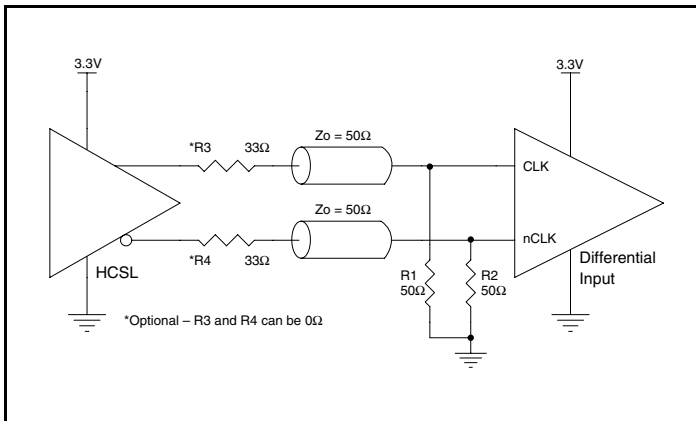 3.3V
3.3V
*R3 33Ω
Zo = 50Ω
CLK
Zo = 50Ω
nCLK
*R4 33Ω
HCSL
R1
50Ω
R2
50Ω
Differential
Input
*Optional – R3 and R4 can be 0Ω